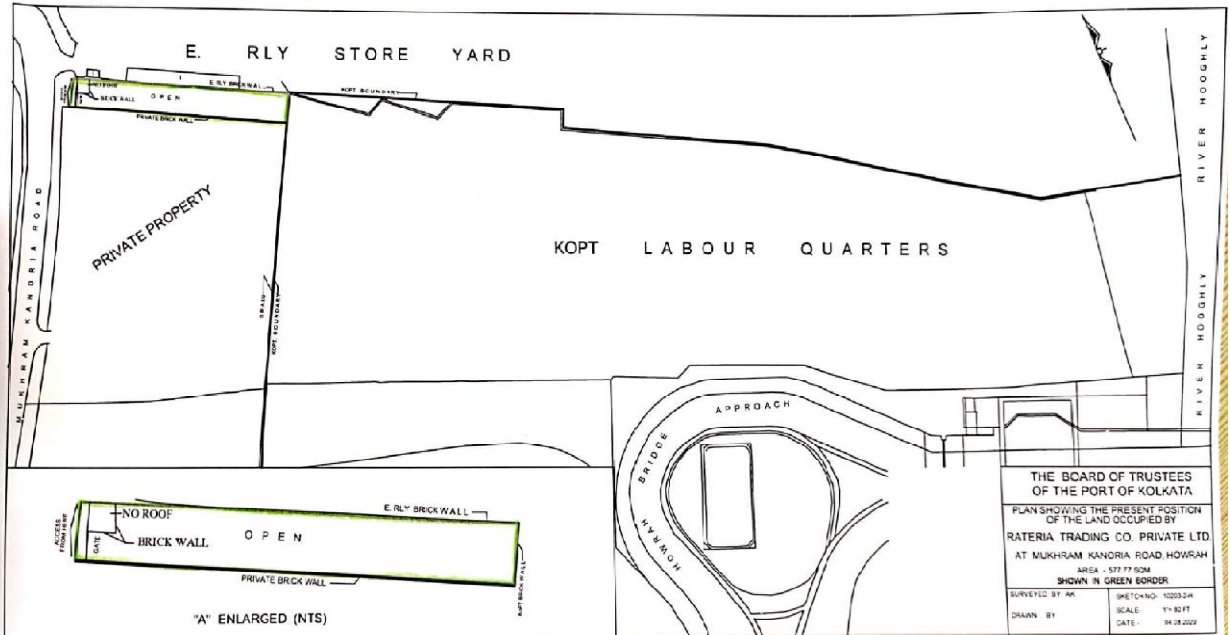 E. RLY STORE YARD
NO ROOF
BRICK WALL
OPEN
E. RLY BRICK WALL
KOPT BOUNDARY
PRIVATE BRICK WALL
PRIVATE PROPERTY
MUKHRAM KANORIA ROAD
DRAIN
KOPT BOUNDARY
KOPT LABOUR QUARTERS
RIVER HOOGHLY
RIVER HOOGHLY
HOWRAH BRIDGE APPROACH
ACCESS FROM HERE
GATE
NO ROOF
BRICK WALL
OPEN
E. RLY BRICK WALL
PRIVATE BRICK WALL
KOPT BRICK WALL
"A" ENLARGED (NTS)
THE BOARD OF TRUSTEES
OF THE PORT OF KOLKATA
PLAN SHOWING THE PRESENT POSITION
OF THE LAND OCCUPIED BY
RATERIA TRADING CO. PRIVATE LTD.
AT MUKHRAM KANORIA ROAD, HOWRAH
AREA - 577.77 SQM
SHOWN IN GREEN BORDER
SURVEYED BY AK
DRAWN BY
SKETCH NO:
SCALE-
DATE-